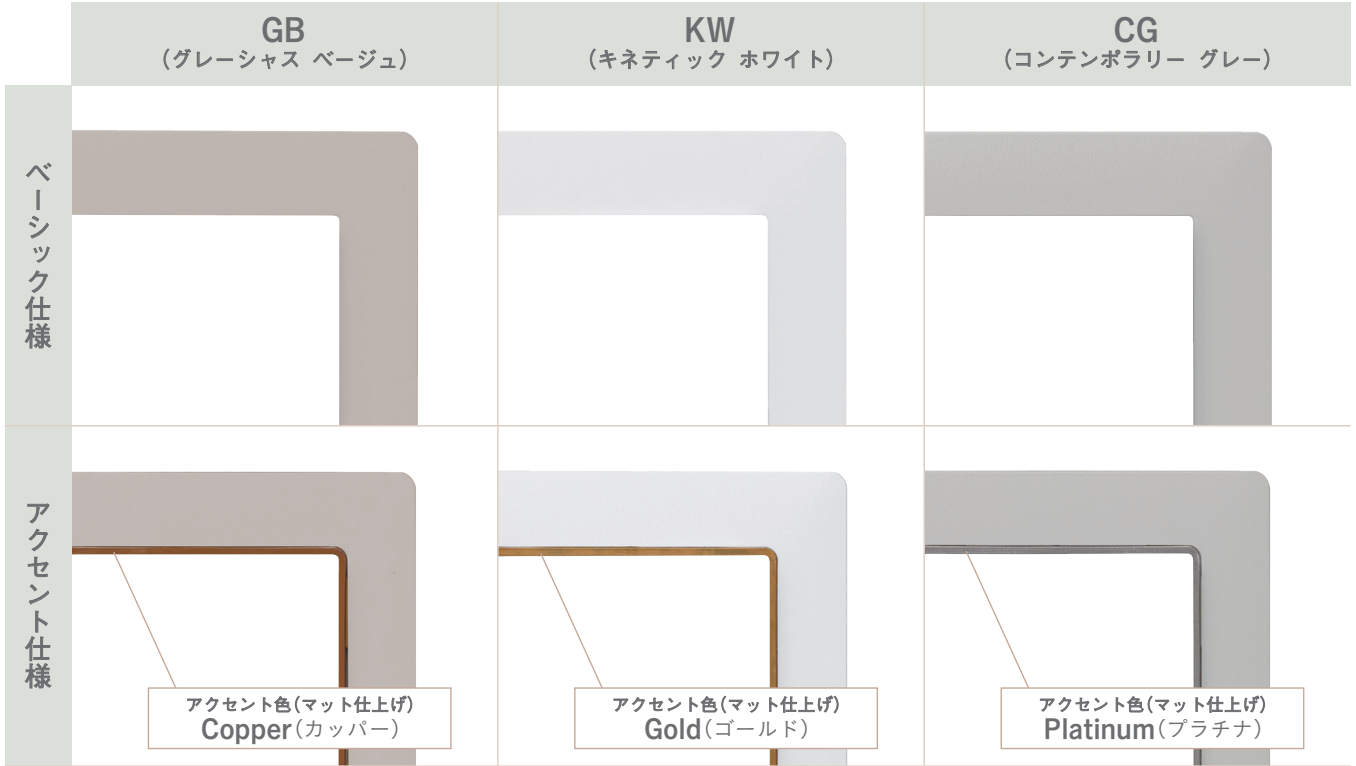 GB
(グレーシャス ベージュ)
KW
(キネティック ホワイト)
CG
(コンテンポラリー グレー)
ベーシック仕様
アクセント仕様
アクセント色(マット仕上げ)
Copper(カッパー)
アクセント色(マット仕上げ)
Gold(ゴールド)
アクセント色(マット仕上げ)
Platinum(プラチナ)